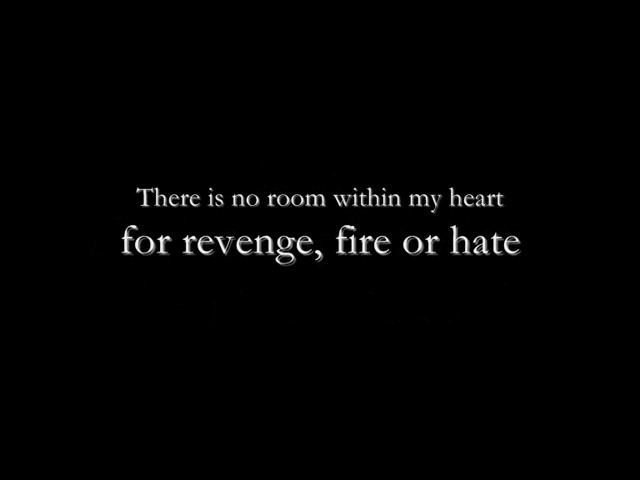 There is no room within my heart
for revenge, fire or hate